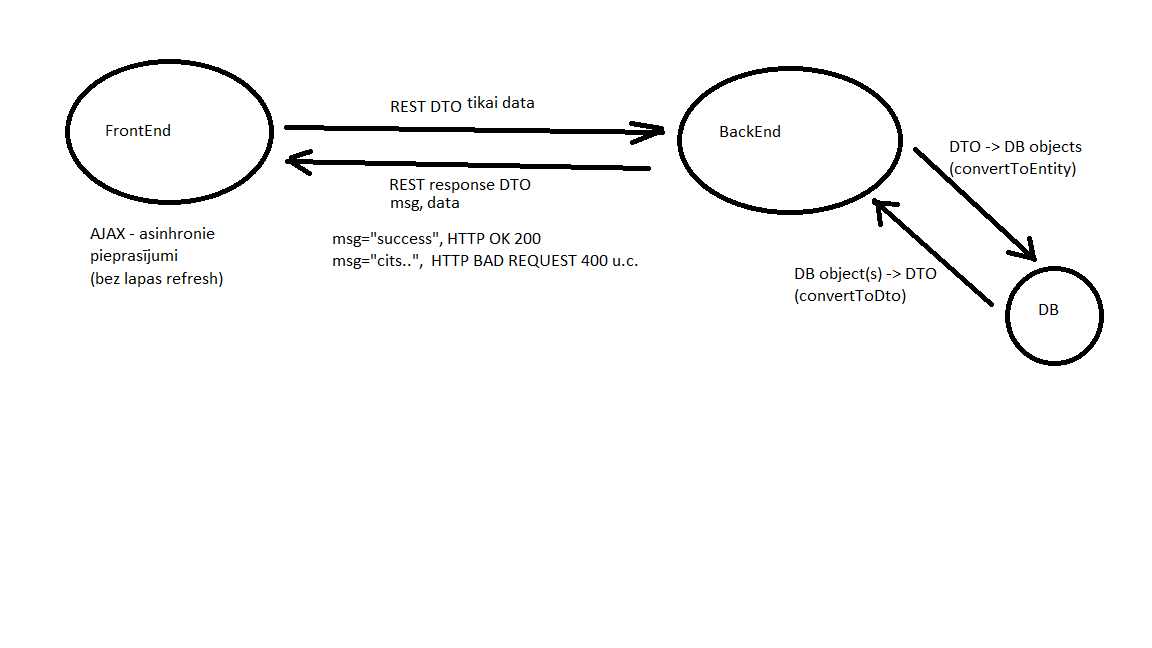 FrontEnd
REST DTO tikai data
BackEnd
DTO -> DB objects
(convertToEntity)
REST response DTO
msg, data
AJAX - asinhronie
pieprasījumi
(bez lapas refresh)
msg="success", HTTP OK 200
msg="cits..",  HTTP BAD REQUEST 400 u.c.
DB object(s) -> DTO
(convertToDto)
DB